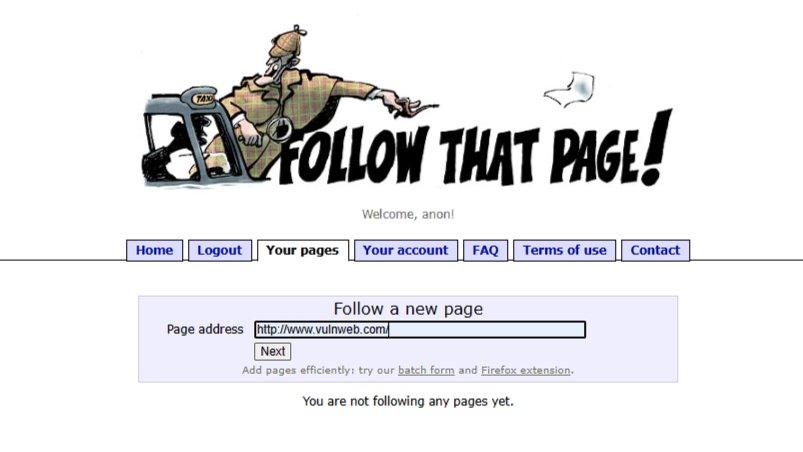 TAXI
FOLLOW THAT PAGE!
Welcome, anon!
Home Logout Your pages Your account FAQ Terms of use Contact
Follow a new page
Page address http://www.vulnweb.com/
Next
Add pages efficiently: try our batch form and Firefox extension.
You are not following any pages yet.